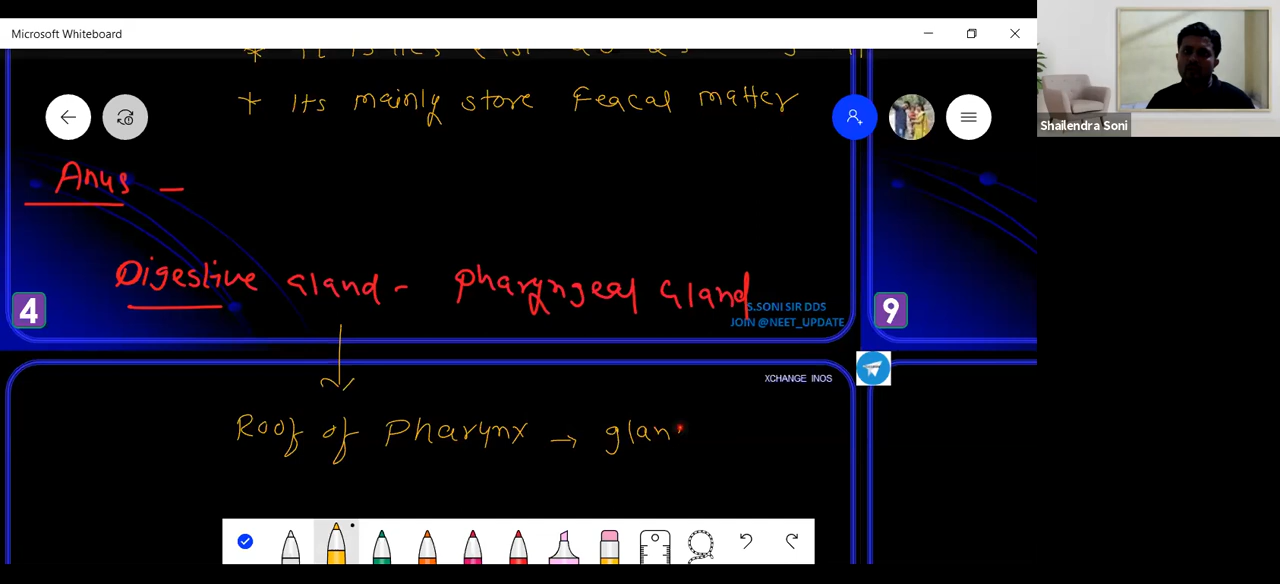 Microsoft Whiteboard
* Its mainly store Feacal matter
Shailendra Soni
Anus -
Digestive Gland - Pharyngeal Gland
4
S.SONI SIR DDS
JOIN @NEET_UPDATE
9
XCHANGE INOS
Roof of Pharynx → glan